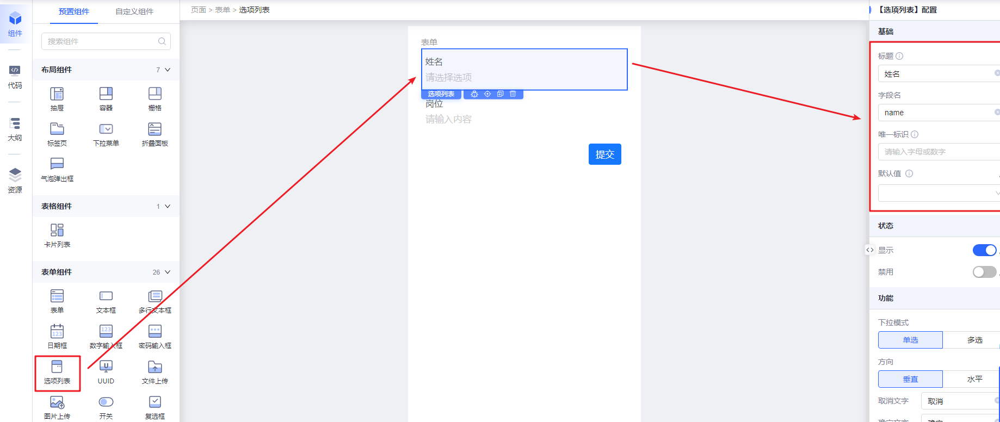 组件
代码
大纲
资源
预置组件
自定义组件
搜索组件
布局组件 7
抽屉 容器 栅格
标签页 下拉菜单 折叠面板
气泡弹出框
表格组件 1
卡片列表
表单组件 26
表单 文本框 多行文本框
日期框 数字输入框 密码输入框
选项列表 UUID 文件上传
图片上传 开关 复选框
页面 > 表单 > 选项列表
表单
姓名
请选择选项
选项列表
岗位
请输入内容
提交
【选项列表】配置
基础
标题
姓名
字段名
name
唯一标识
请输入字母或数字
默认值
状态
显示
禁用
功能
下拉模式
单选 多选
方向
垂直 水平
取消文字 取消